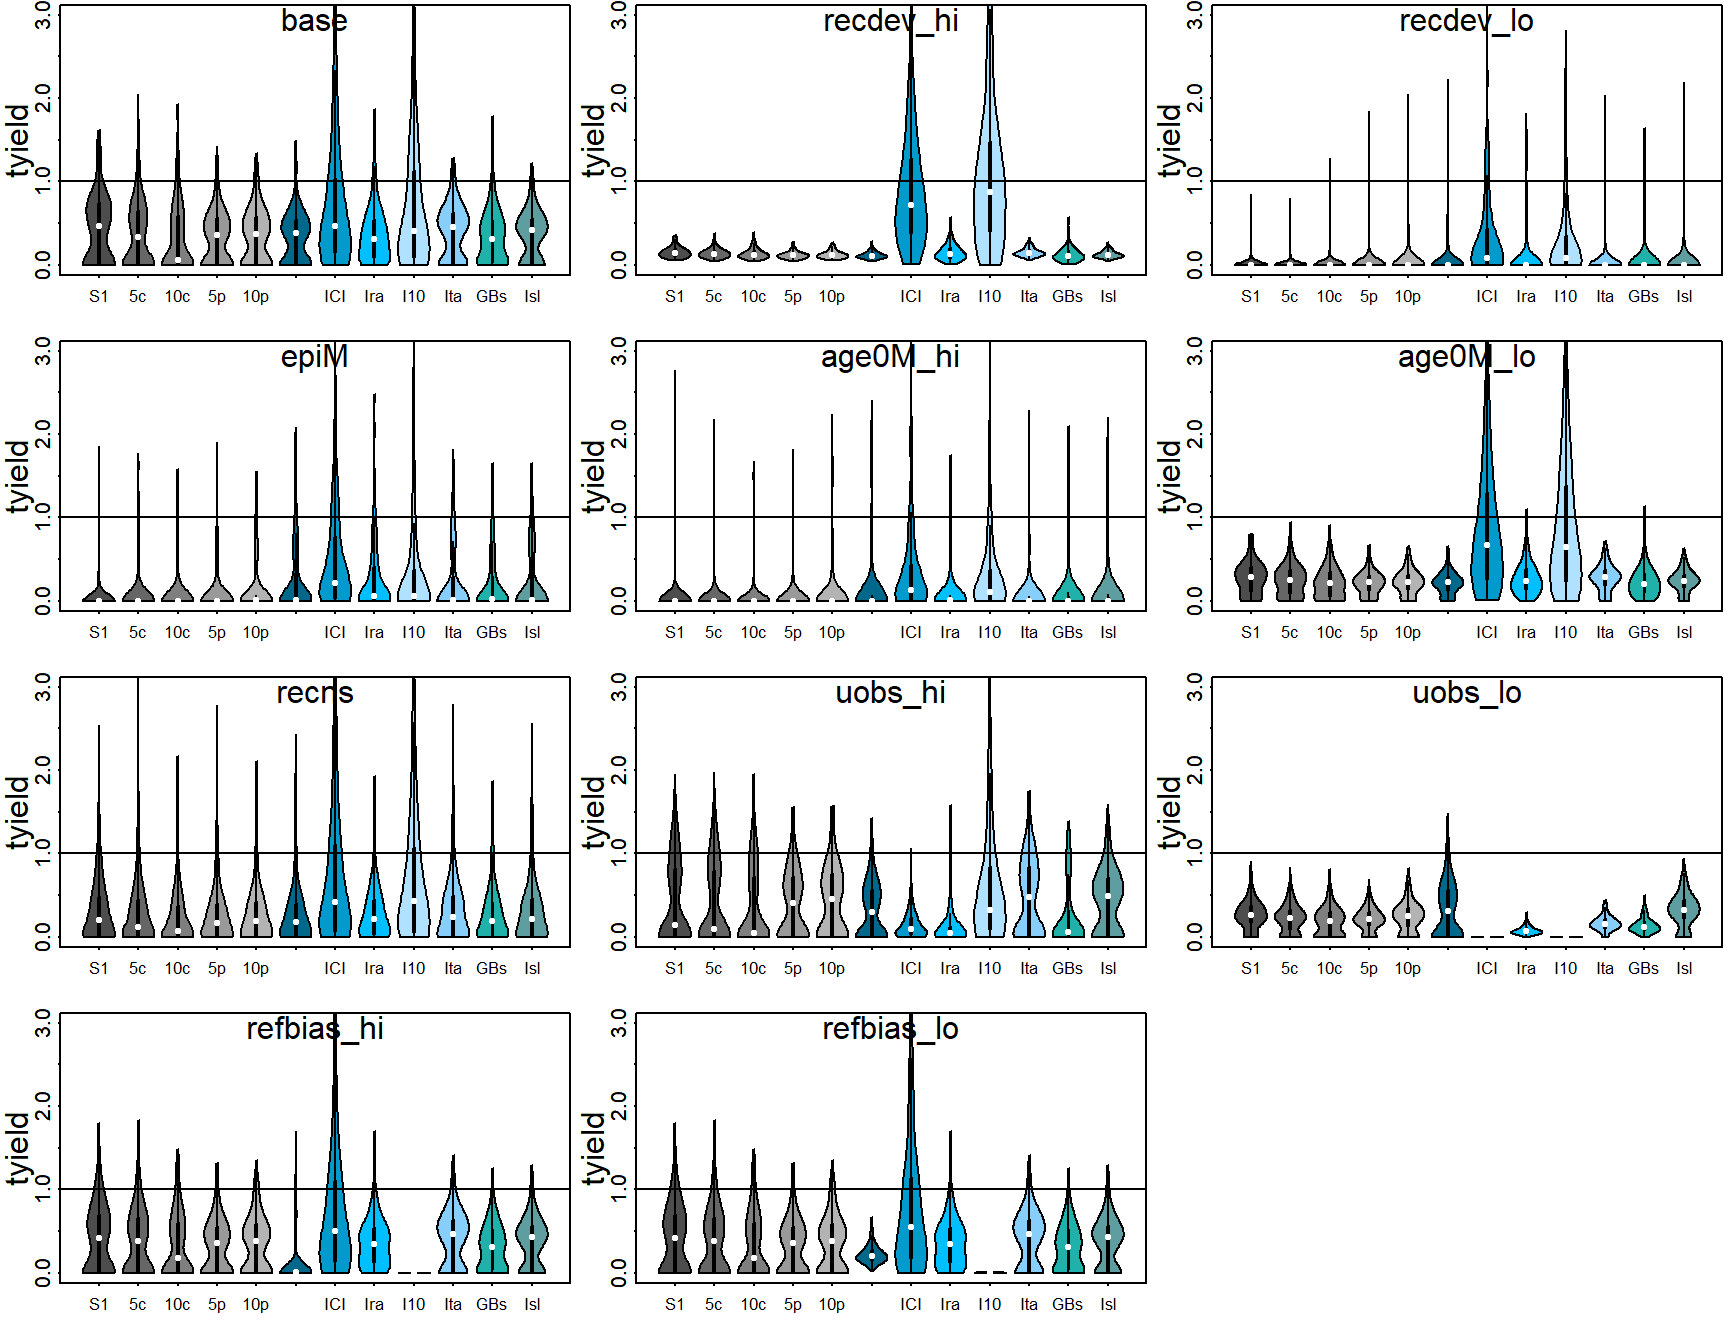 base
recdev_hi
recdev_lo
tyield
0.0 1.0 2.0 3.0
tyield
0.0 1.0 2.0 3.0
tyield
0.0 1.0 2.0 3.0
S1 5c 10c 5p 10p ICI Ira I10 Ita GBs Isl
S1 5c 10c 5p 10p ICI Ira I10 Ita GBs Isl
S1 5c 10c 5p 10p ICI Ira I10 Ita GBs Isl
epiM
age0M_hi
age0M_lo
tyield
0.0 1.0 2.0 3.0
tyield
0.0 1.0 2.0 3.0
tyield
0.0 1.0 2.0 3.0
S1 5c 10c 5p 10p ICI Ira I10 Ita GBs Isl
S1 5c 10c 5p 10p ICI Ira I10 Ita GBs Isl
S1 5c 10c 5p 10p ICI Ira I10 Ita GBs Isl
recns
uobs_hi
uobs_lo
tyield
0.0 1.0 2.0 3.0
tyield
0.0 1.0 2.0 3.0
tyield
0.0 1.0 2.0 3.0
S1 5c 10c 5p 10p ICI Ira I10 Ita GBs Isl
S1 5c 10c 5p 10p ICI Ira I10 Ita GBs Isl
S1 5c 10c 5p 10p ICI Ira I10 Ita GBs Isl
refbias_hi
refbias_lo
tyield
0.0 1.0 2.0 3.0
tyield
0.0 1.0 2.0 3.0
S1 5c 10c 5p 10p ICI Ira I10 Ita GBs Isl
S1 5c 10c 5p 10p ICI Ira I10 Ita GBs Isl